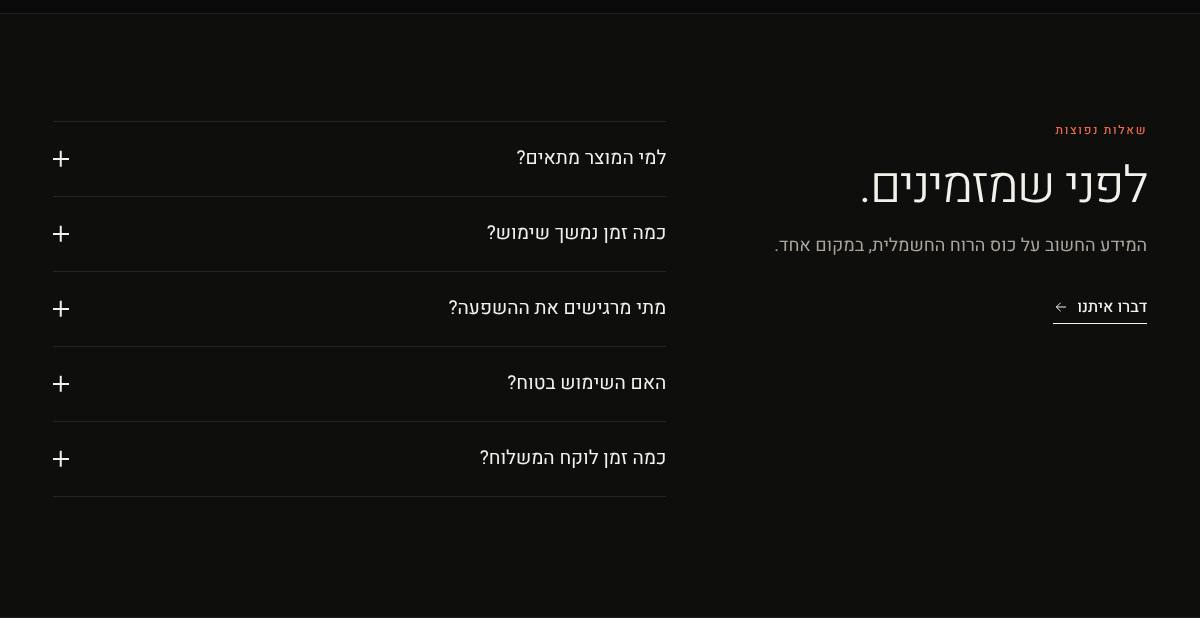 שאלות נפוצות
לפני שמזמינים.
המידע החשוב על כוס הרוח החשמלית, במקום אחד.
דברו איתנו ←
למי המוצר מתאים?
כמה זמן נמשך שימוש?
מתי מרגישים את ההשפעה?
האם השימוש בטוח?
כמה זמן לוקח המשלוח?